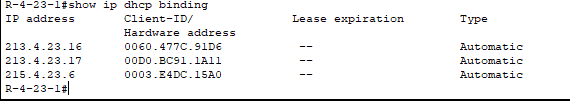 R-4-23-1#show ip dhcp binding
IP address       Client-ID/              Lease expiration        Type
                 Hardware address
213.4.23.16      0060.477C.91D6           --                     Automatic
213.4.23.17      00D0.BC91.1A11           --                     Automatic
215.4.23.6       0003.E4DC.15A0           --                     Automatic
R-4-23-1#